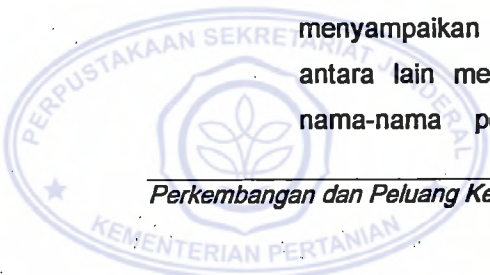 PERPUSTAKAAN SEKRETARIAT JENDERAL
menyampaikan
antara lain me
nama-nama p
Perkembangan dan Peluang Ke
KEMENTERIAN PERTANIAN